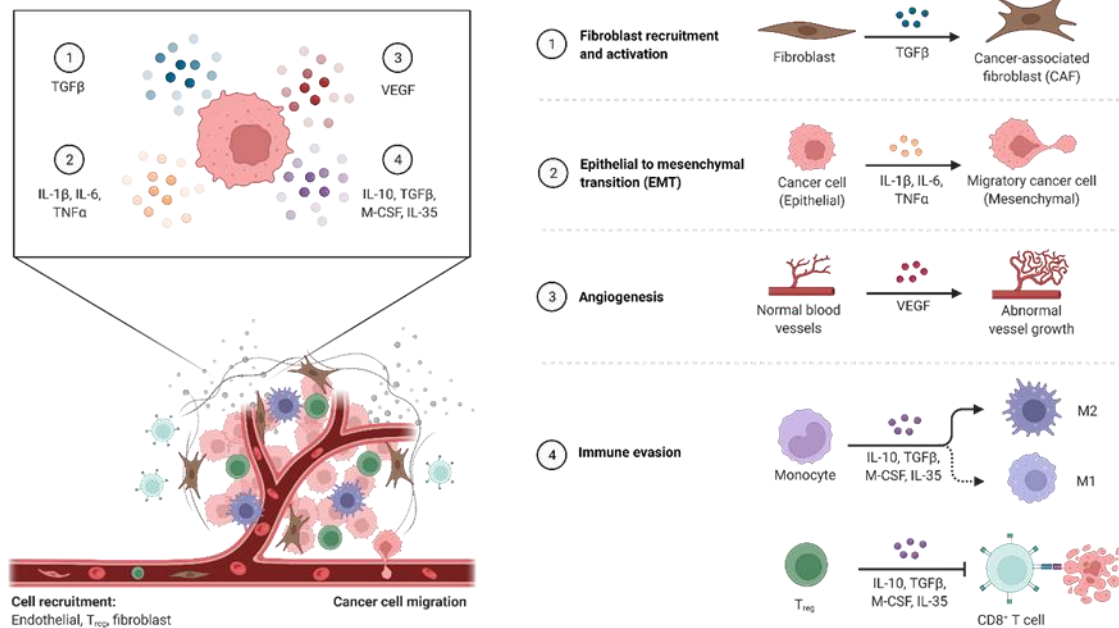 1
TGFβ
3
VEGF
2
IL-1β, IL-6,
TNFα
4
IL-10, TGFβ,
M-CSF, IL-35
Cell recruitment:
Endothelial, Treg, fibroblast
Cancer cell migration
1
Fibroblast recruitment
and activation
Fibroblast
TGFβ
Cancer-associated
fibroblast (CAF)
2
Epithelial to mesenchymal
transition (EMT)
Cancer cell
(Epithelial)
IL-1β, IL-6,
TNFα
Migratory cancer cell
(Mesenchymal)
3
Angiogenesis
Normal blood
vessels
VEGF
Abnormal
vessel growth
4
Immune evasion
Monocyte
IL-10, TGFβ,
M-CSF, IL-35
M2
M1
Treg
IL-10, TGFβ,
M-CSF, IL-35
CD8+ T cell